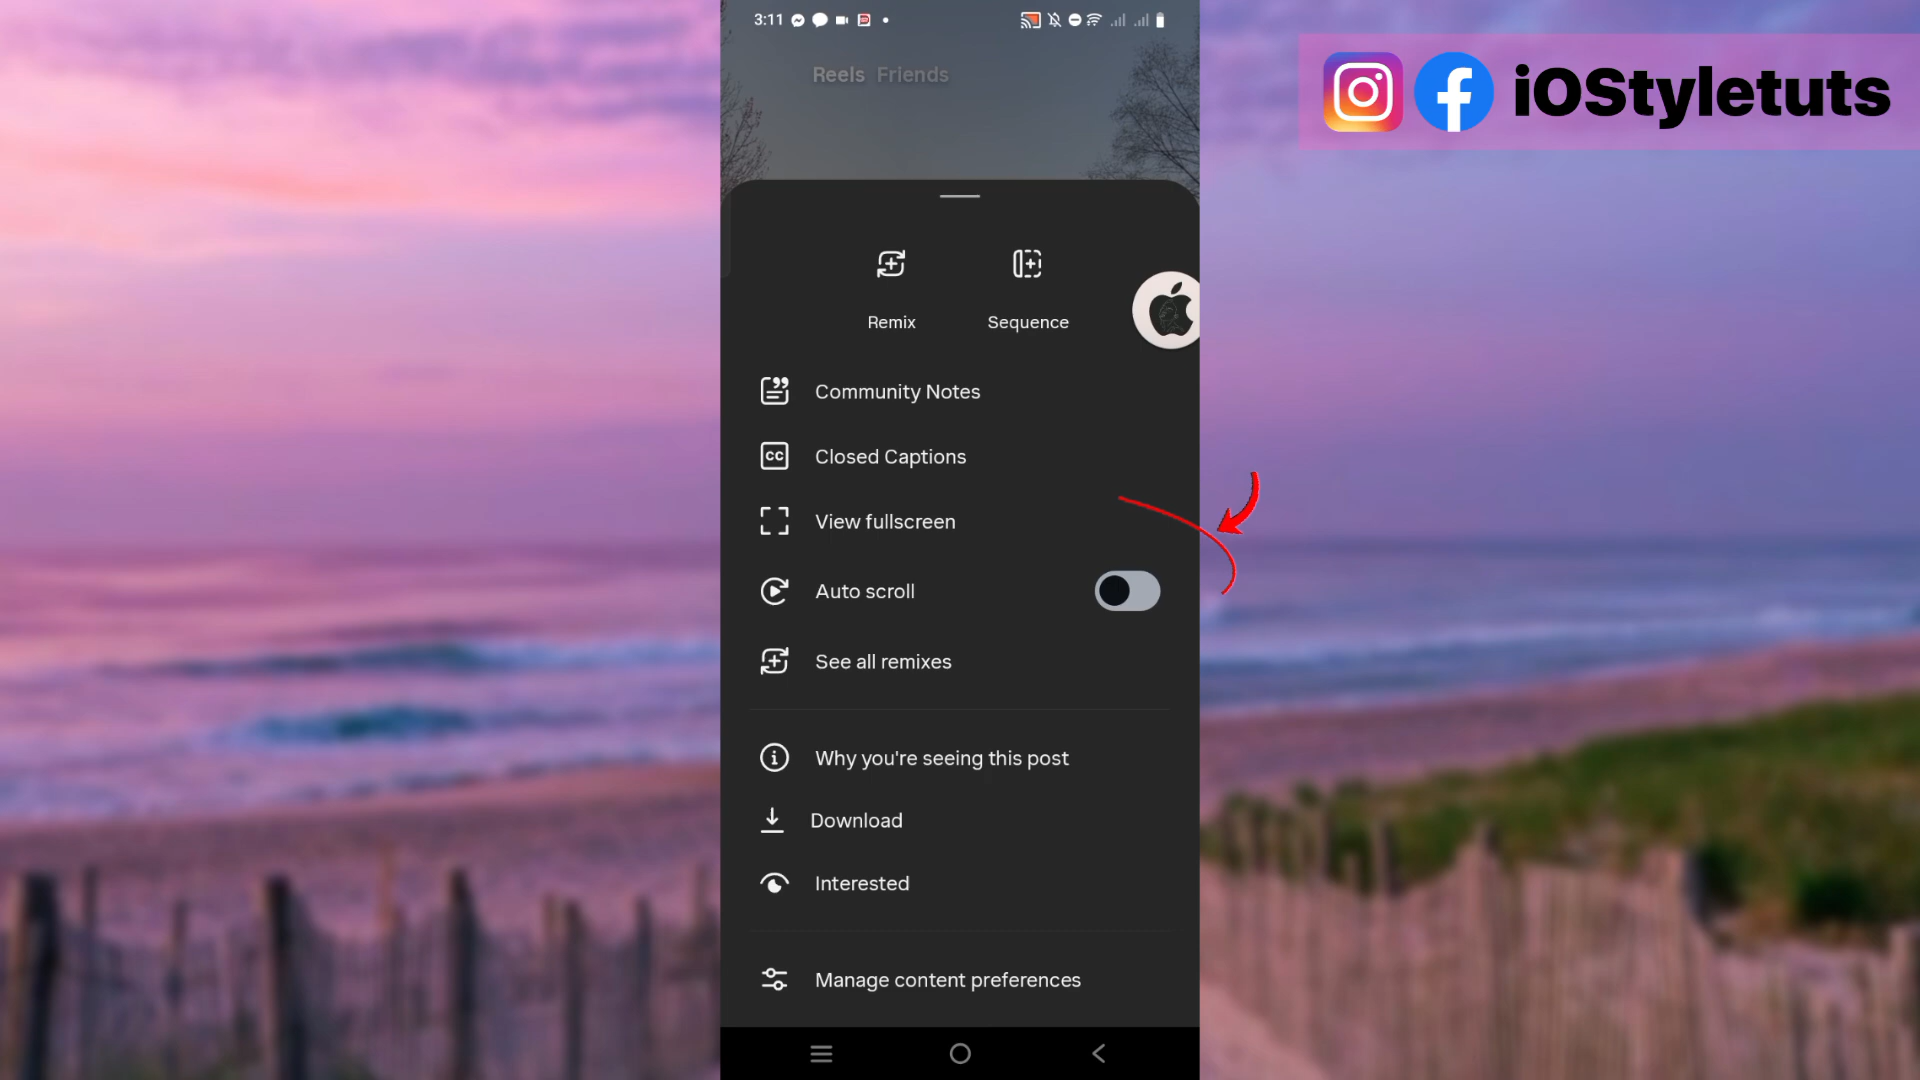 3:11
Reels Friends
iOStyletuts
Remix
Sequence
Community Notes
CC
Closed Captions
View fullscreen
Auto scroll
See all remixes
Why you're seeing this post
Download
Interested
Manage content preferences